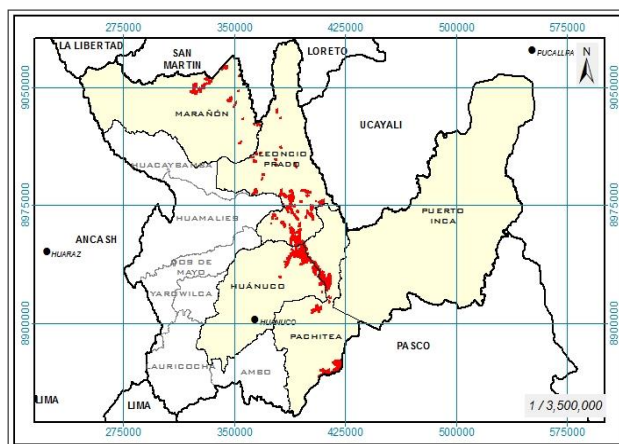 275000 350000 425000 500000 575000
LA LIBERTAD
SAN
MARTIN
LORETO
PUCALLPA
N
9050000
9050000
MARAÑÓN
UCAYALI
LEONCIO
PRADO
HUACAYBAMBA
8975000
8975000
HUAMALIES
PUERTO
INCA
ANCASH
HUARAZ
DOS DE
MAYO
YAROWILCA
HUÁNUCO
HUANUCO
8900000
8900000
PACHITEA
PASCO
LAURICOCHA
AMBO
LIMA
LIMA
1 / 3,500,000
275000 350000 425000 500000 575000